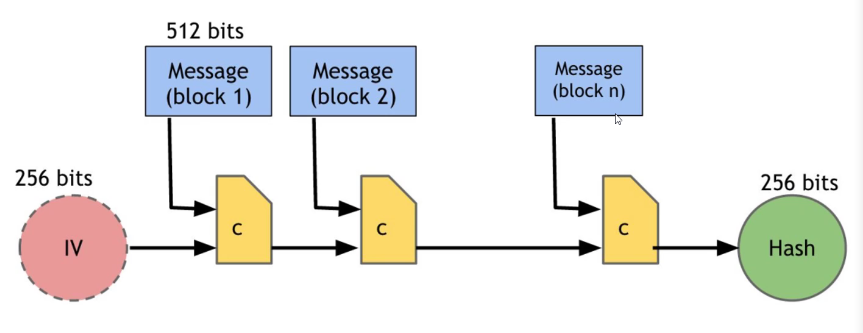 512 bits
Message
(block 1)
Message
(block 2)
Message
(block n)
256 bits
256 bits
c
c
c
IV
Hash